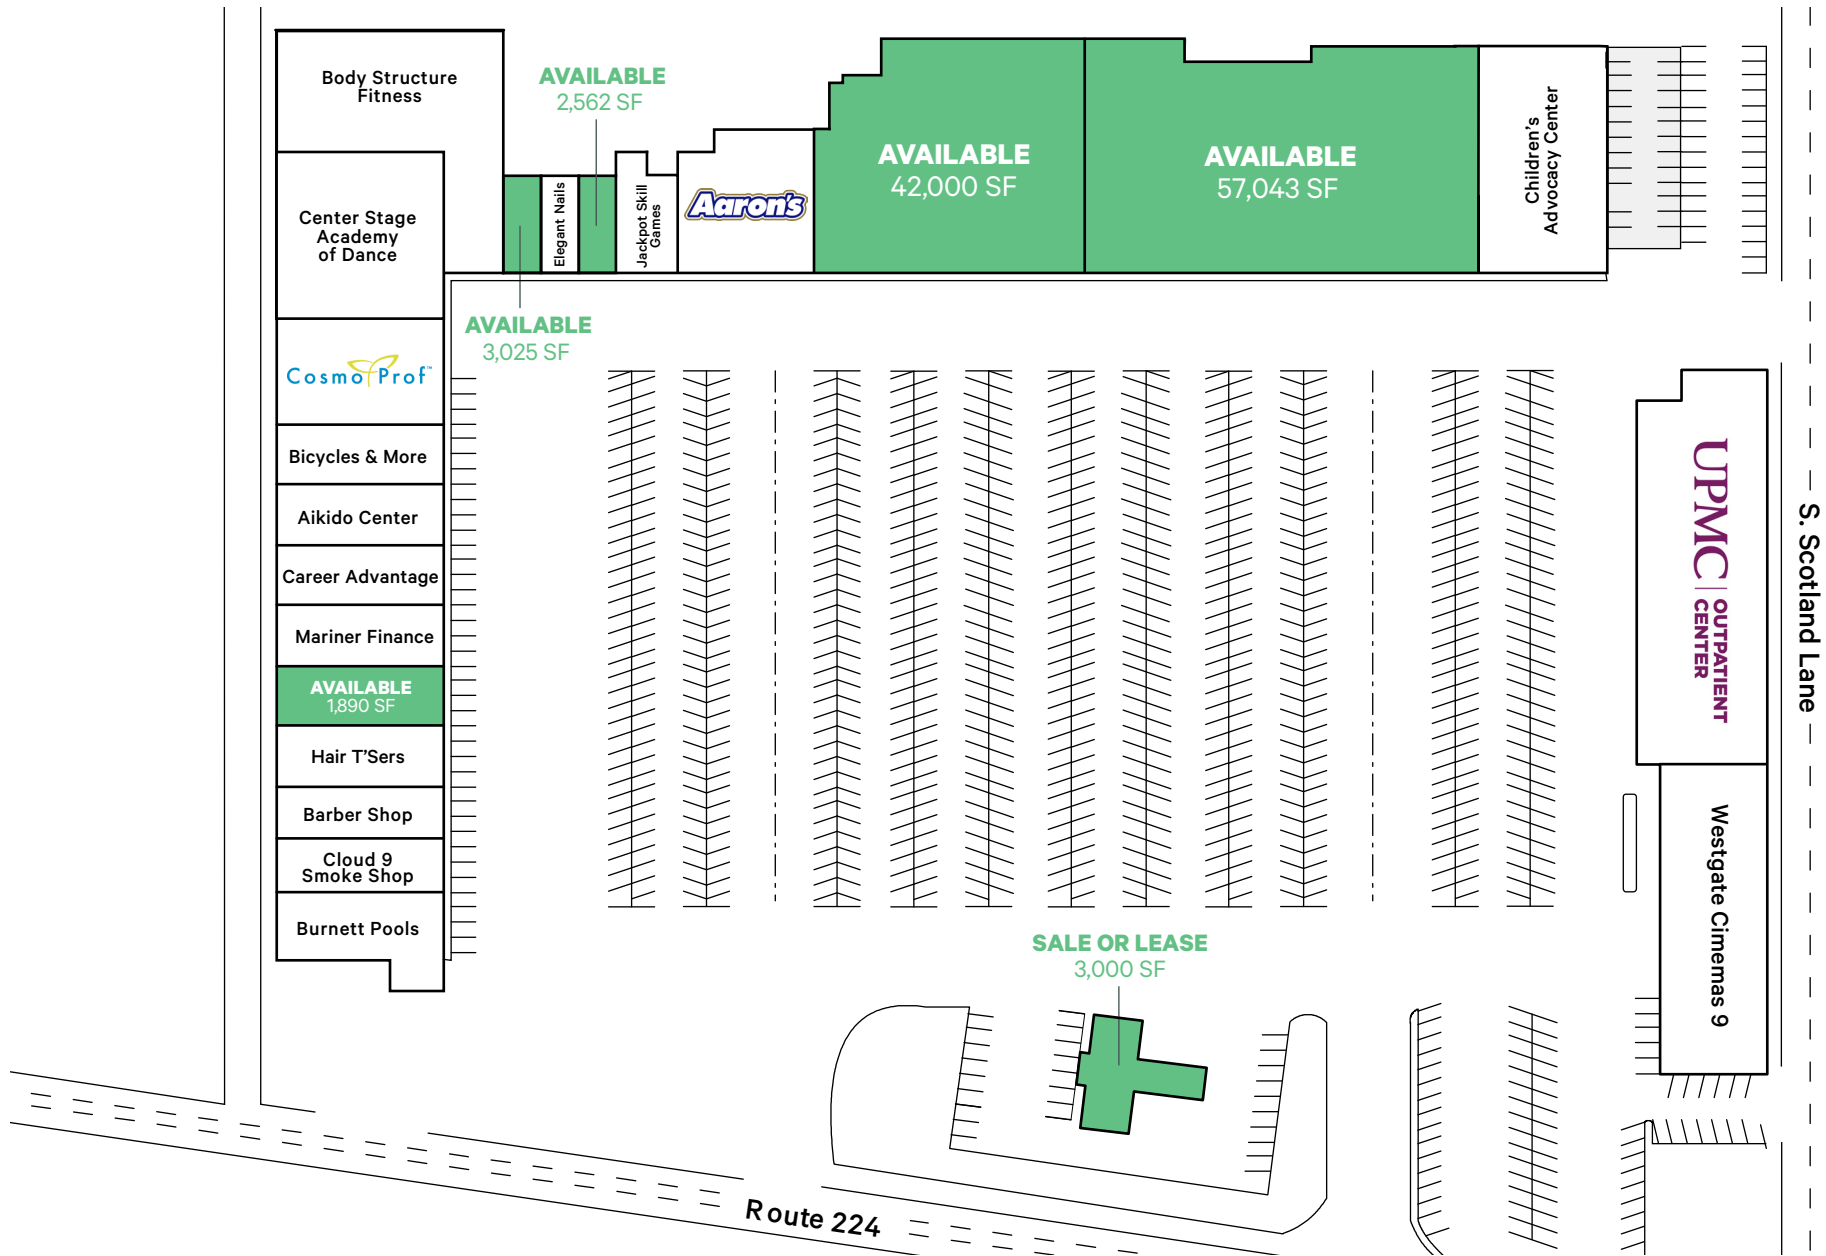 Body Structure
Fitness
AVAILABLE
2,562 SF
Center Stage
Academy
of Dance
Elegant Nails
Jackpot Skill
Games
Aaron's
AVAILABLE
42,000 SF
AVAILABLE
57,043 SF
Children's
Advocacy Center
AVAILABLE
3,025 SF
CosmoProf™
Bicycles & More
Aikido Center
Career Advantage
Mariner Finance
AVAILABLE
1,890 SF
Hair T'Sers
Barber Shop
Cloud 9
Smoke Shop
Burnett Pools
UPMC
OUTPATIENT
CENTER
S. Scotland Lane
Westgate Cimemas 9
SALE OR LEASE
3,000 SF
Route 224